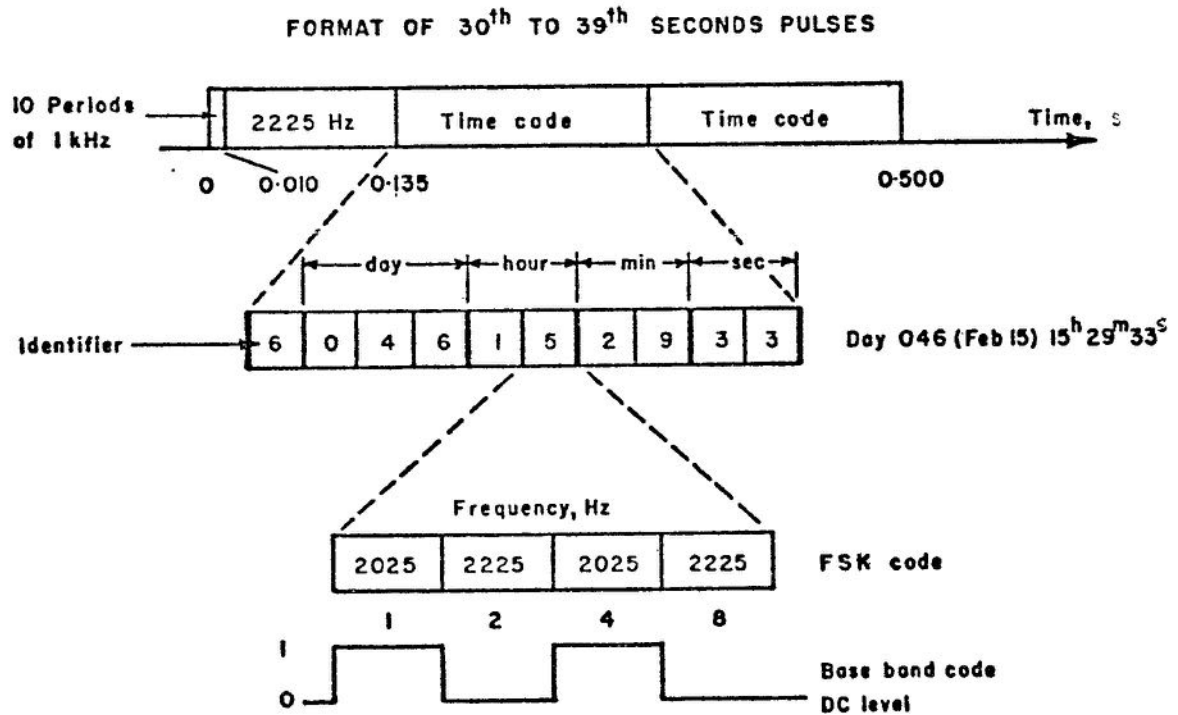 FORMAT OF 30th TO 39th SECONDS PULSES
10 Periods
of 1 kHz
2225 Hz
Time code
Time code
Time, s
0
0·010
0·135
0·500
day
hour
min
sec
Identifier
6 0 4 6 1 5 2 9 3 3
Day 046 (Feb 15) 15h 29m 33s
Frequency, Hz
2025 2225 2025 2225
FSK code
1 2 4 8
1
0
Base band code
DC level